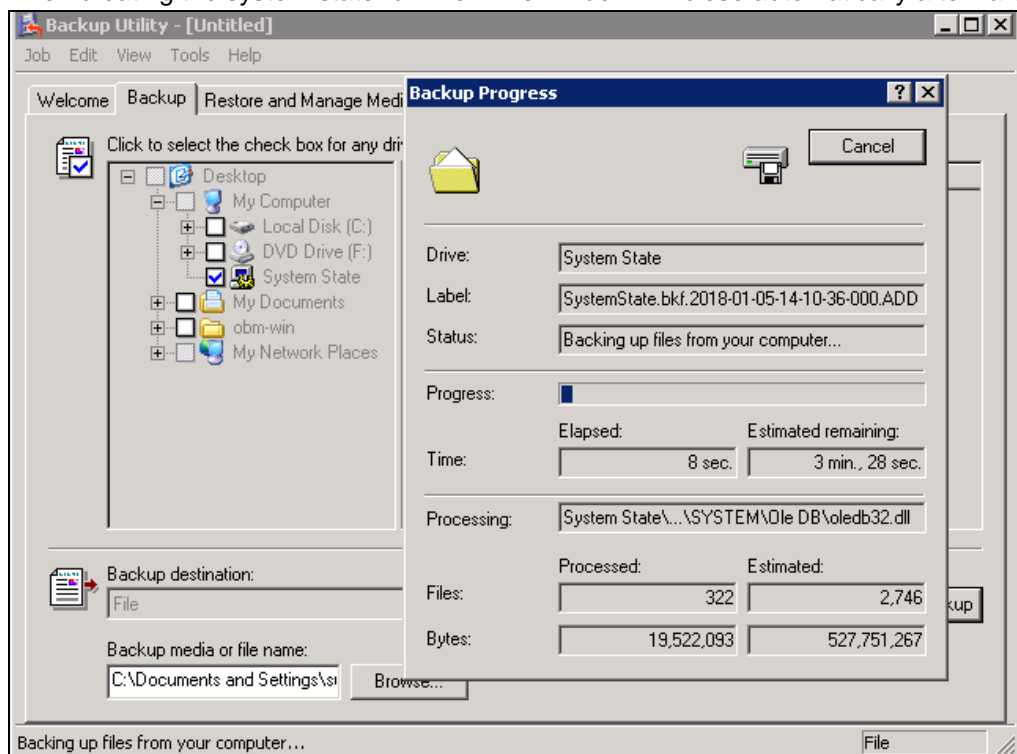 Backup Utility - [Untitled]
Job Edit View Tools Help
Welcome Backup Restore and Manage Medi
Click to select the check box for any dri
Desktop
My Computer
Local Disk (C:)
DVD Drive (F:)
System State
My Documents
obm-win
My Network Places
Backup destination:
File
Backup media or file name:
C:\Documents and Settings\su
Browse...
kup
Backup Progress
Cancel
Drive: System State
Label: SystemState.bkf.2018-01-05-14-10-36-000.ADD
Status: Backing up files from your computer...
Progress:
Elapsed: Estimated remaining:
Time: 8 sec. 3 min., 28 sec.
Processing: System State\...\SYSTEM\Ole DB\oledb32.dll
Processed: Estimated:
Files: 322 2,746
Bytes: 19,522,093 527,751,267
Backing up files from your computer... File